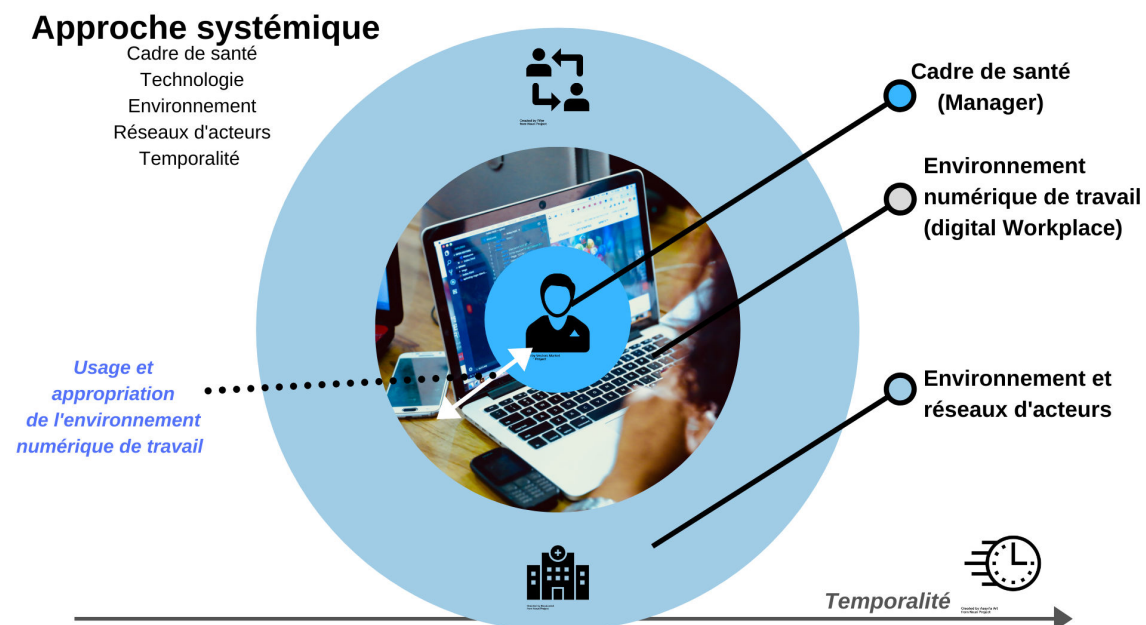 Approche systémique
Cadre de santé
Technologie
Environnement
Réseaux d'acteurs
Temporalité
Cadre de santé
(Manager)
Environnement
numérique de travail
(digital Workplace)
Usage et
appropriation
de l'environnement
numérique de travail
Environnement et
réseaux d'acteurs
Temporalité